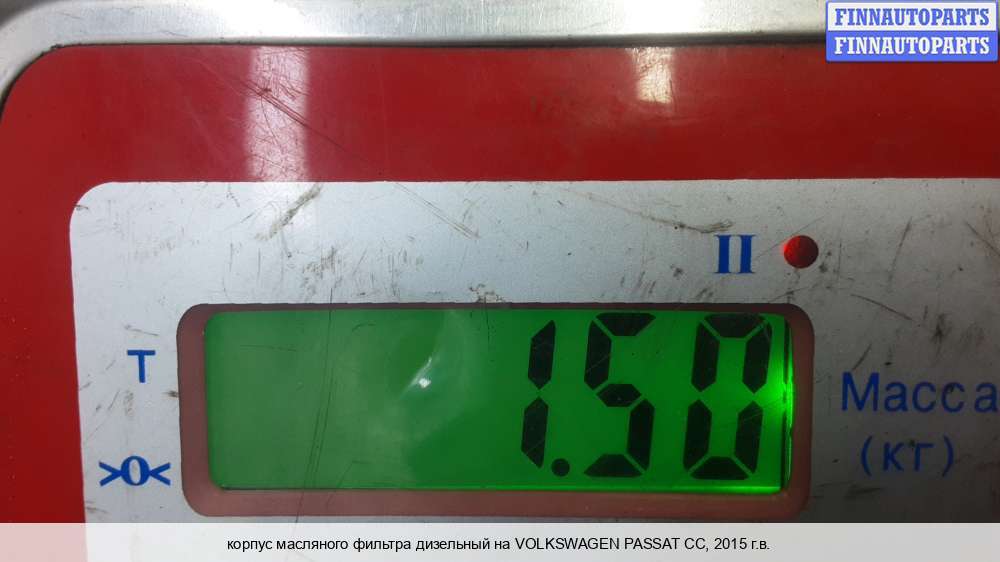 FINNAUTOPARTS
FINNAUTOPARTS
II
T
1.50
Масса
>0<
(кг)
корпус масляного фильтра дизельный на VOLKSWAGEN PASSAT CC, 2015 г.в.